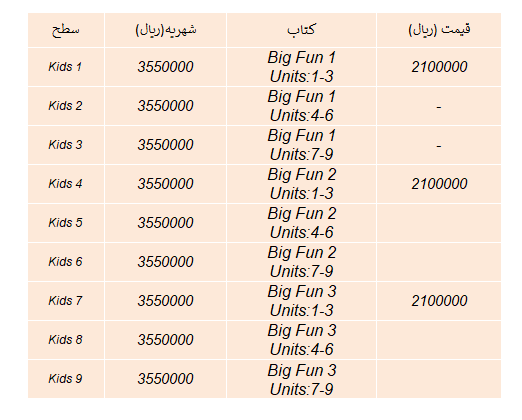 سطح شهریه(ریال) کتاب قیمت (ریال)
Kids 1 3550000 Big Fun 1 2100000
Units:1-3
Kids 2 3550000 Big Fun 1 -
Units:4-6
Kids 3 3550000 Big Fun 1 -
Units:7-9
Kids 4 3550000 Big Fun 2 2100000
Units:1-3
Kids 5 3550000 Big Fun 2
Units:4-6
Kids 6 3550000 Big Fun 2
Units:7-9
Kids 7 3550000 Big Fun 3 2100000
Units:1-3
Kids 8 3550000 Big Fun 3
Units:4-6
Kids 9 3550000 Big Fun 3
Units:7-9